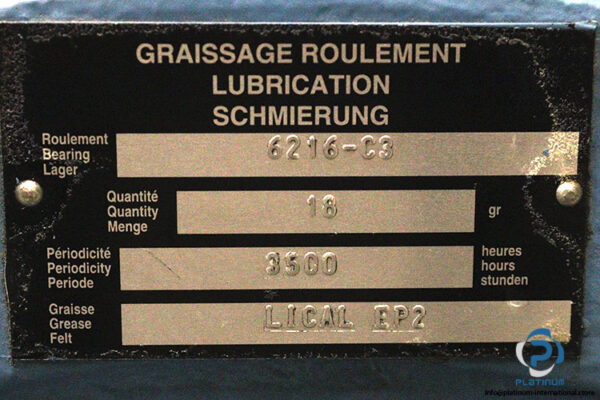 GRAISSAGE ROULEMENT
LUBRICATION
SCHMIERUNG
Roulement
Bearing
Lager
6216-C3
Quantité
Quantity
Menge
18
gr
Périodicité
Periodicity
Periode
3500
heures
hours
stunden
Graisse
Grease
Felt
LICAL EP2
PLATINUM
info@platinum-international.com